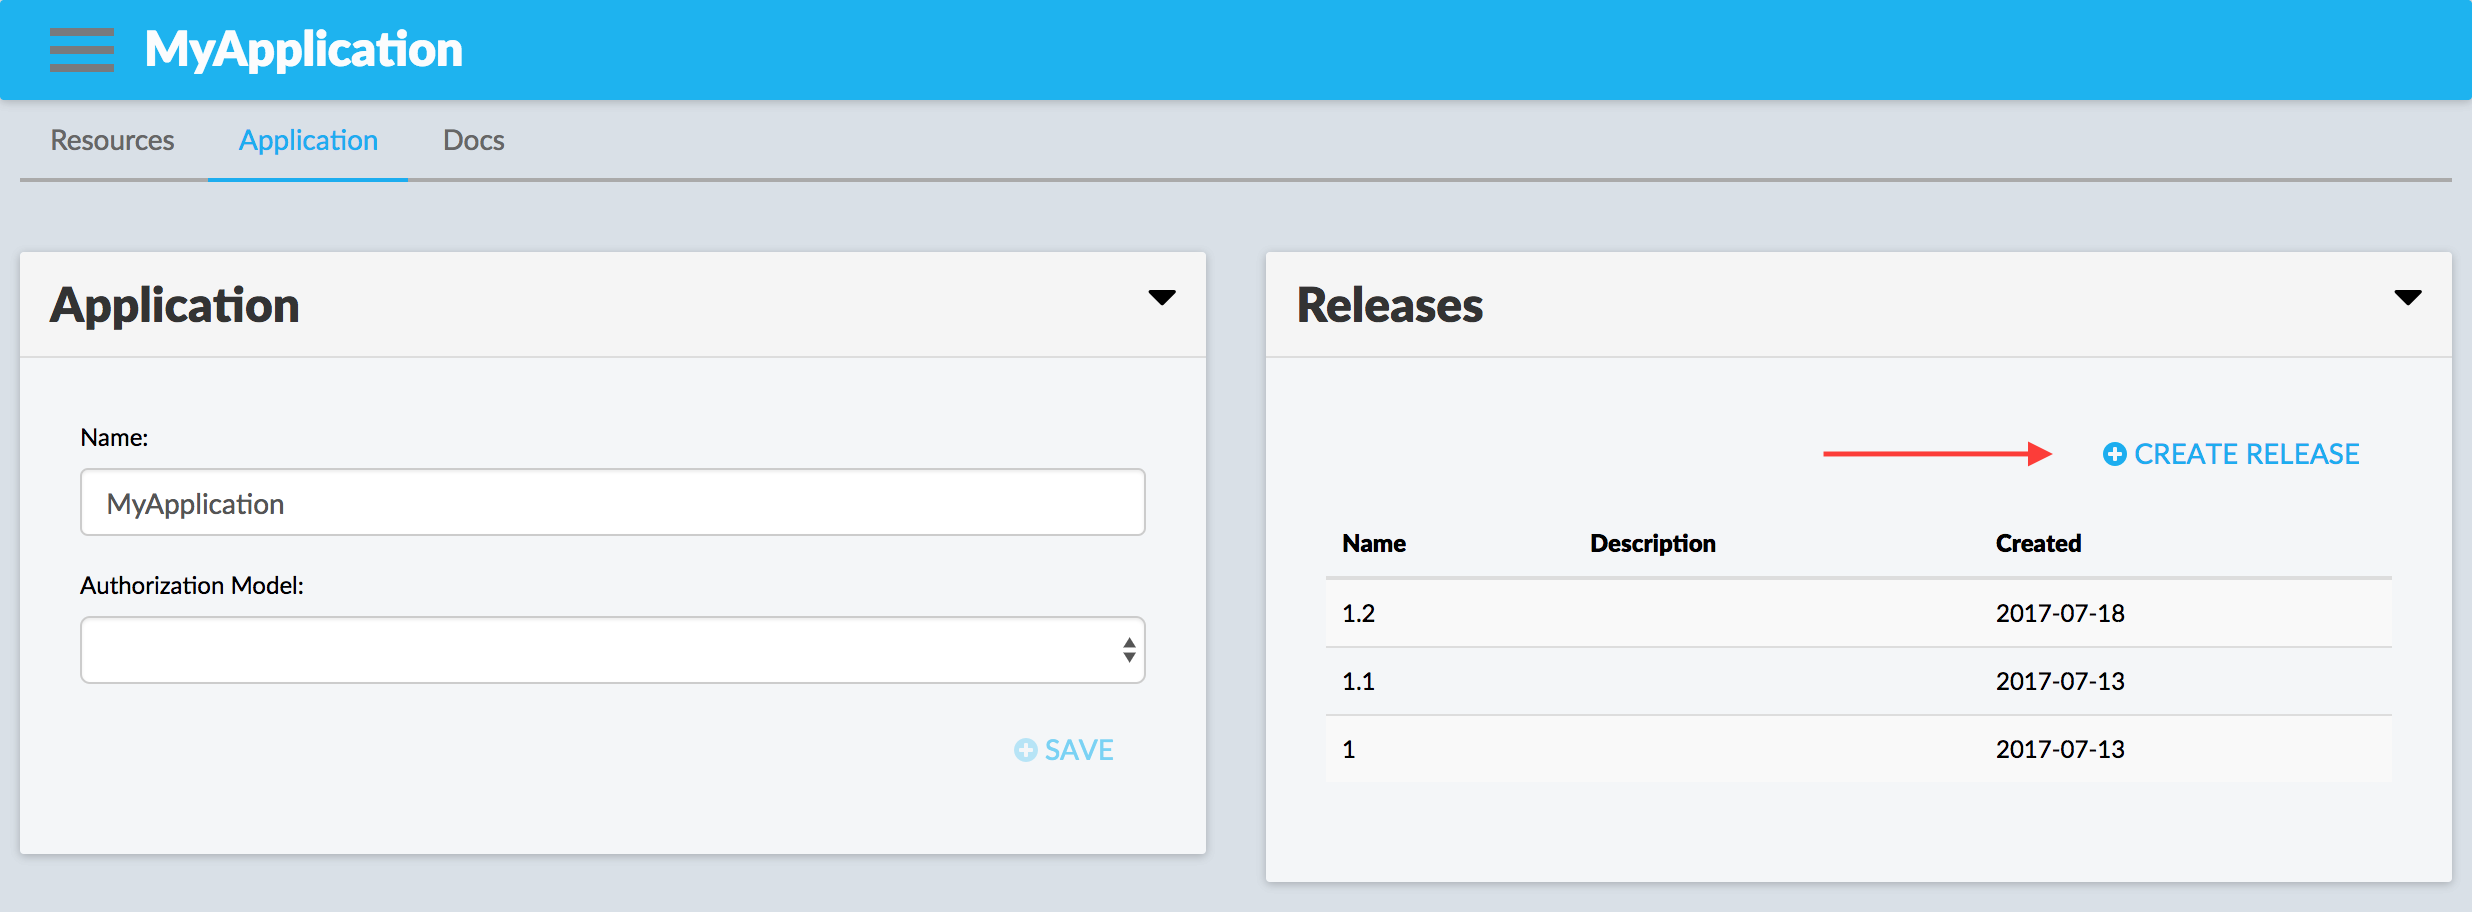 MyApplication
Resources Application Docs
Application
Name:
MyApplication
Authorization Model:
SAVE
Releases
CREATE RELEASE
Name Description Created
1.2 2017-07-18
1.1 2017-07-13
1 2017-07-13